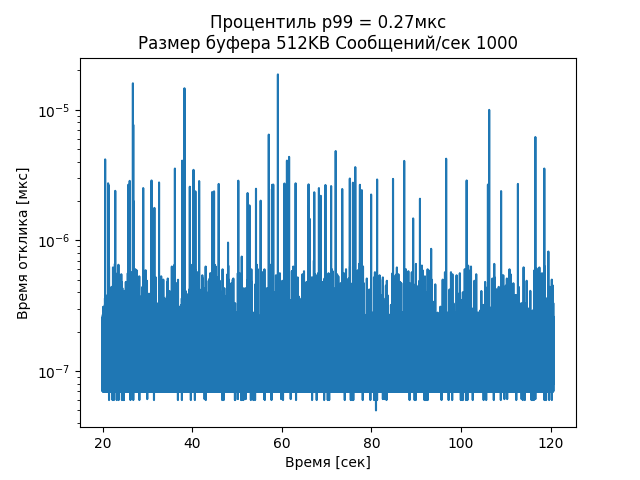 Процентиль p99 = 0.27мкс
Размер буфера 512KB Сообщений/сек 1000
Время отклика [мкс]
10⁻⁵
10⁻⁶
10⁻⁷
20 40 60 80 100 120
Время [сек]